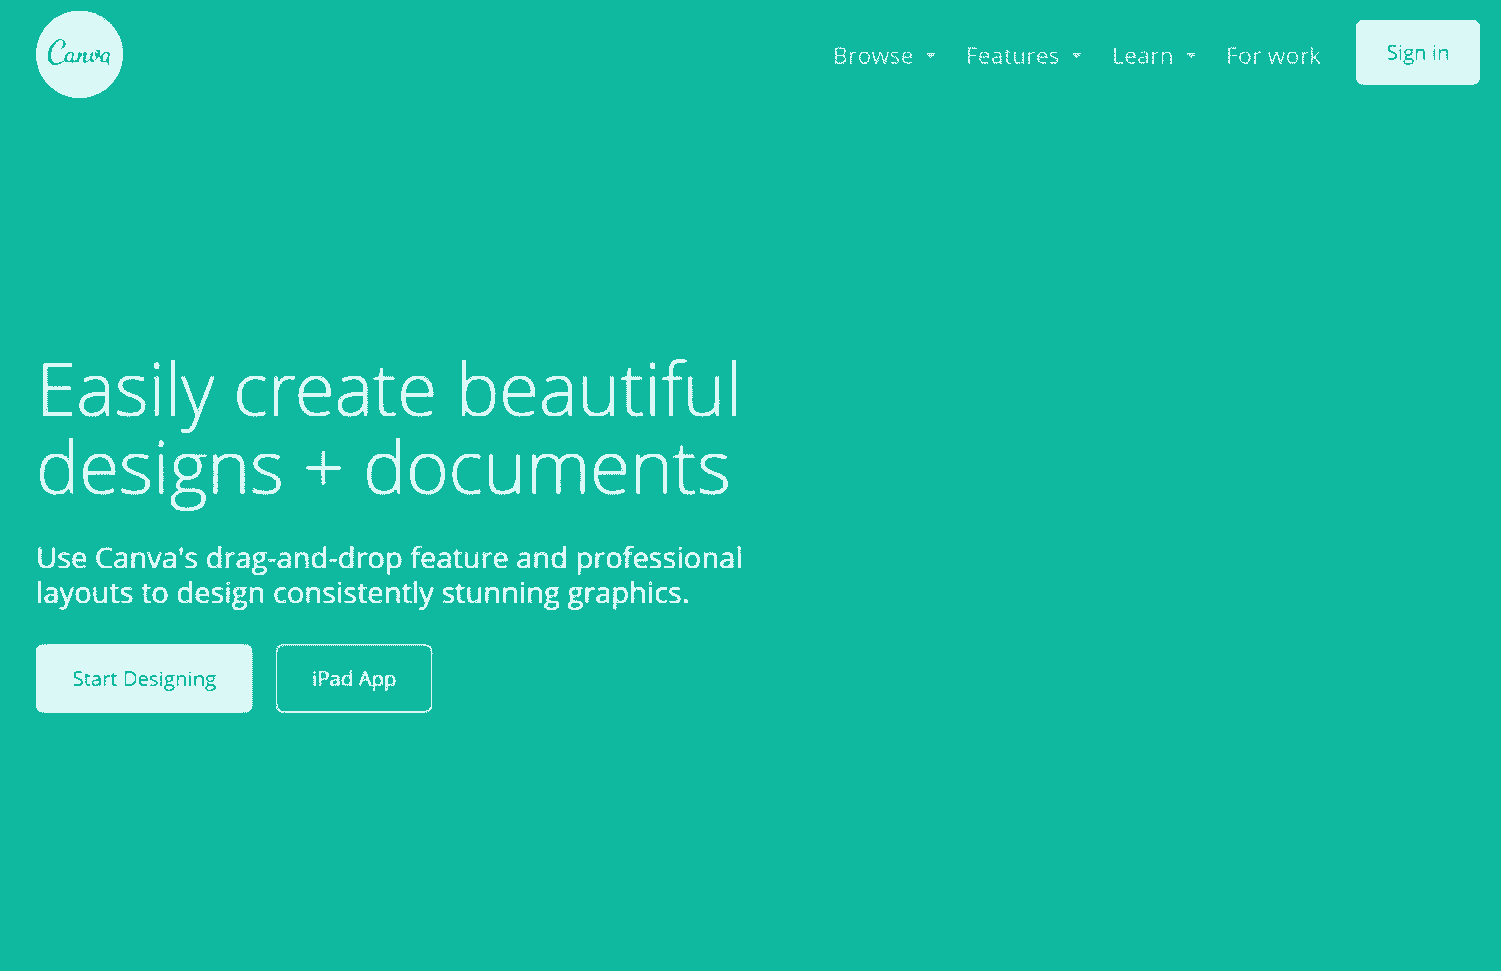 Canva
Browse Features Learn For work Sign in
Easily create beautiful
designs + documents
Use Canva's drag-and-drop feature and professional
layouts to design consistently stunning graphics.
Start Designing iPad App